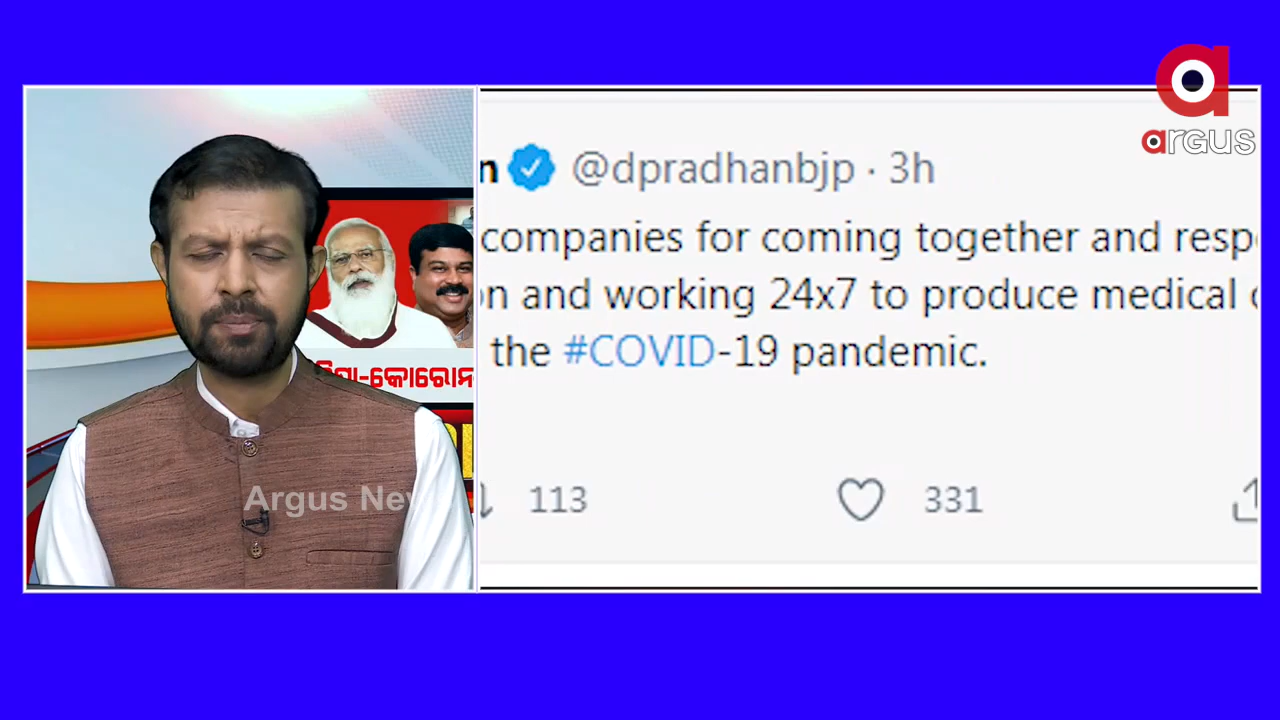 argus
n @dpradhanbjp · 3h
companies for coming together and resp
n and working 24x7 to produce medical
the #COVID-19 pandemic.
113 331
-କୋରୋନ
Argus New